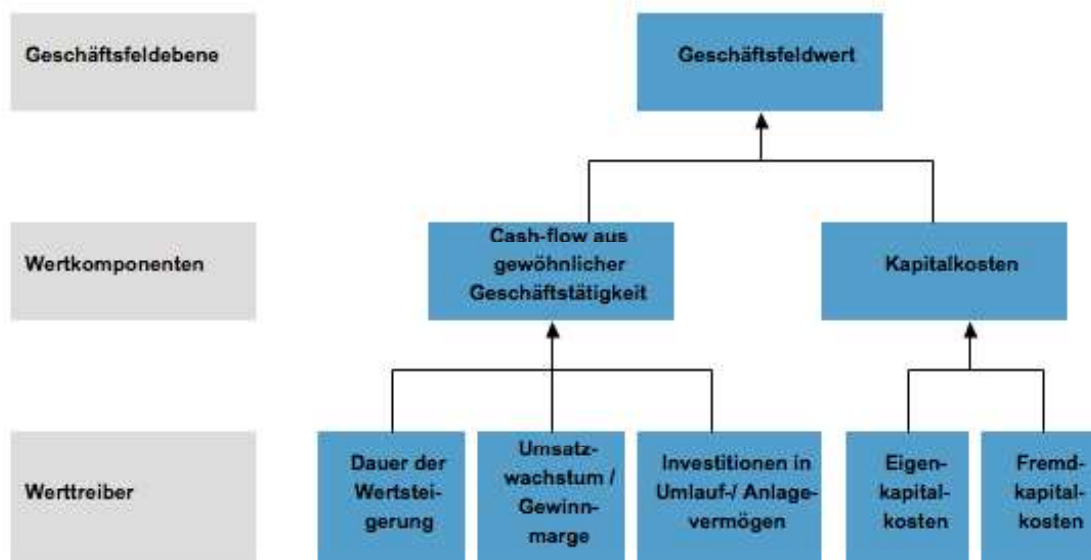 Geschäftsfeldebene
Geschäftsfeldwert
Wertkomponenten
Cash-flow aus
gewöhnlicher
Geschäftstätigkeit
Kapitalkosten
Werttreiber
Dauer der
Wertstei-
gerung
Umsatz-
wachstum /
Gewinn-
marge
Investitionen in
Umlauf-/ Anlage-
vermögen
Eigen-
kapital-
kosten
Fremd-
kapital-
kosten